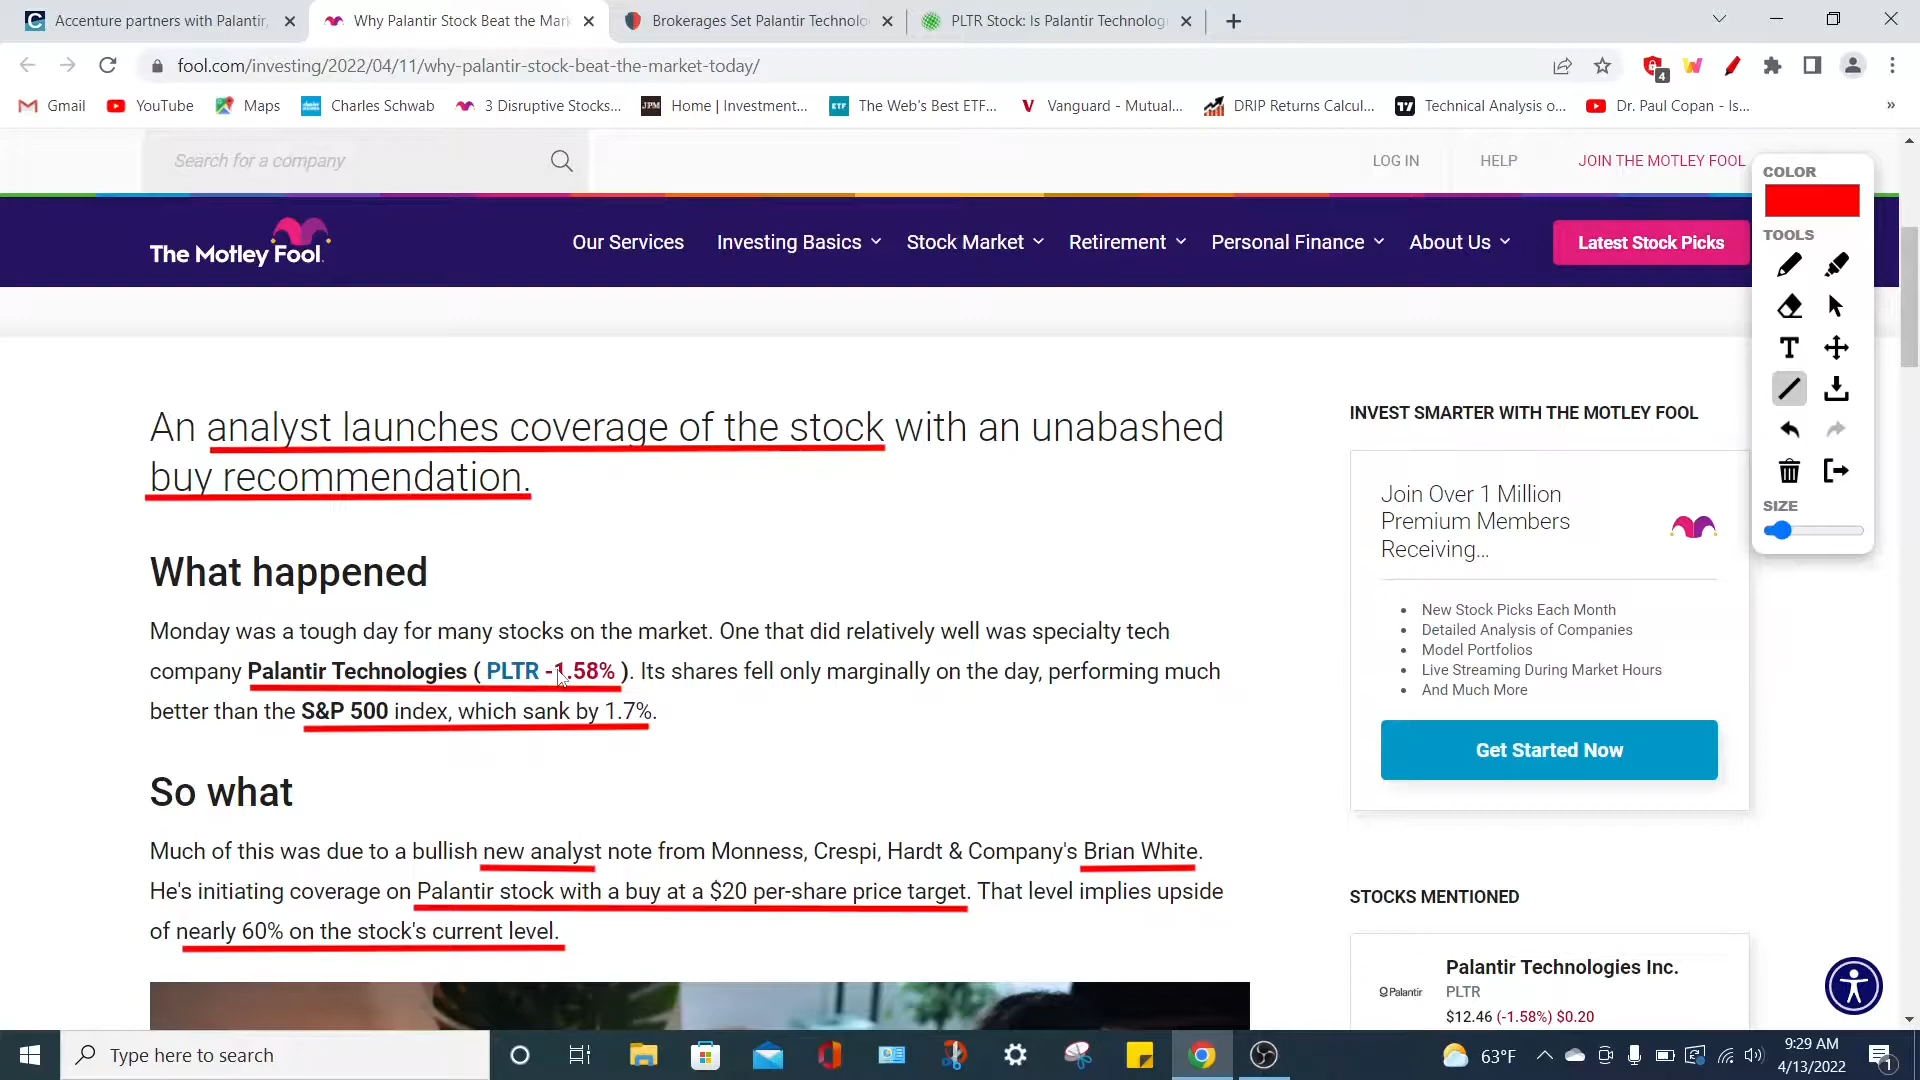 Accenture partners with Palantir,
Why Palantir Stock Beat the Mar
Brokerages Set Palantir Technolo
PLTR Stock: Is Palantir Technolog
fool.com/investing/2022/04/11/why-palantir-stock-beat-the-market-today/
4
Gmail
YouTube
Maps
Charles Schwab
3 Disruptive Stocks...
JPM
Home | Investment...
ETF
The Web's Best ETF...
V
Vanguard - Mutual...
DRIP Returns Calcul...
Technical Analysis o...
Dr. Paul Copan - Is...
»
Search for a company
LOG IN
HELP
JOIN THE MOTLEY FOOL
The Motley Fool.
Our Services
Investing Basics
Stock Market
Retirement
Personal Finance
About Us
Latest Stock Picks
COLOR
TOOLS
T
SIZE
An analyst launches coverage of the stock with an unabashed
buy recommendation.
What happened
Monday was a tough day for many stocks on the market. One that did relatively well was specialty tech
company Palantir Technologies ( PLTR -1.58% ). Its shares fell only marginally on the day, performing much
better than the S&P 500 index, which sank by 1.7%.
So what
Much of this was due to a bullish new analyst note from Monness, Crespi, Hardt & Company's Brian White.
He's initiating coverage on Palantir stock with a buy at a $20 per-share price target. That level implies upside
of nearly 60% on the stock's current level.
INVEST SMARTER WITH THE MOTLEY FOOL
Join Over 1 Million
Premium Members
Receiving...
• New Stock Picks Each Month
• Detailed Analysis of Companies
• Model Portfolios
• Live Streaming During Market Hours
• And Much More
Get Started Now
STOCKS MENTIONED
Palantir
Palantir Technologies Inc.
PLTR
$12.46 (-1.58%) $0.20
Type here to search
63°F
9:29 AM
4/13/2022
1